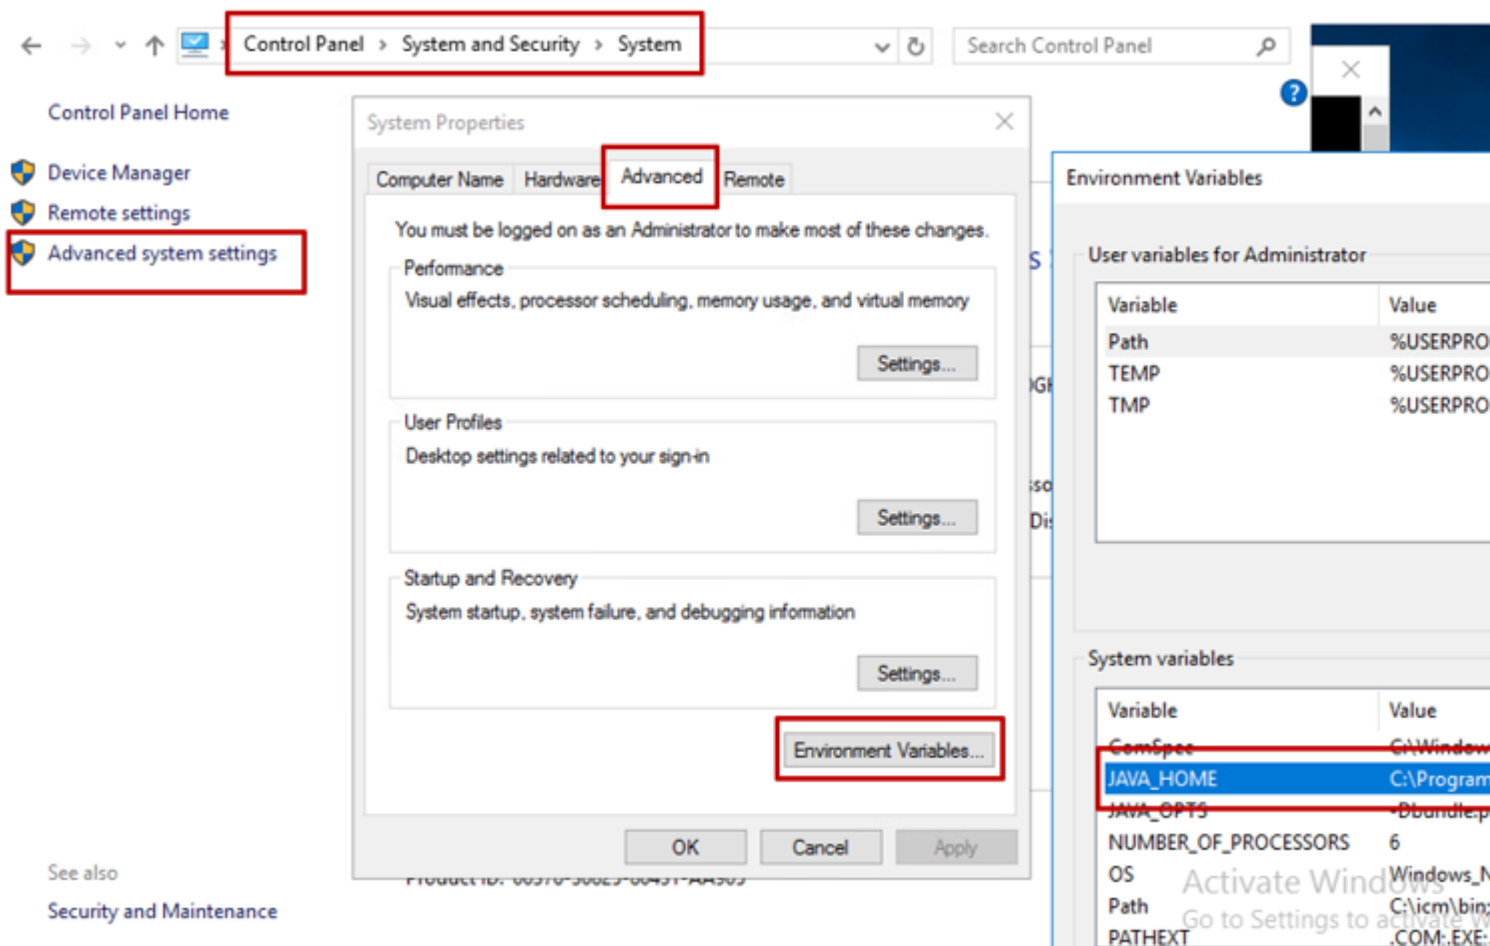 Control Panel > System and Security > System
Search Control Panel
Control Panel Home
Device Manager
Remote settings
Advanced system settings
See also
Security and Maintenance
System Properties
Computer Name Hardware Advanced Remote
You must be logged on as an Administrator to make most of these changes.
Performance
Visual effects, processor scheduling, memory usage, and virtual memory
Settings...
User Profiles
Desktop settings related to your sign-in
Settings...
Startup and Recovery
System startup, system failure, and debugging information
Settings...
Environment Variables...
OK Cancel Apply
Product ID:
Environment Variables
User variables for Administrator
Variable Value
Path %USERPRO
TEMP %USERPRO
TMP %USERPRO
System variables
Variable Value
ComSpec C:\Window
JAVA_HOME C:\Program
JAVA_OPTS -Dbundle.p
NUMBER_OF_PROCESSORS 6
OS Windows_N
Path C:\icm\bin;
PATHEXT .COM;.EXE;
Activate Windows
Go to Settings to activate W